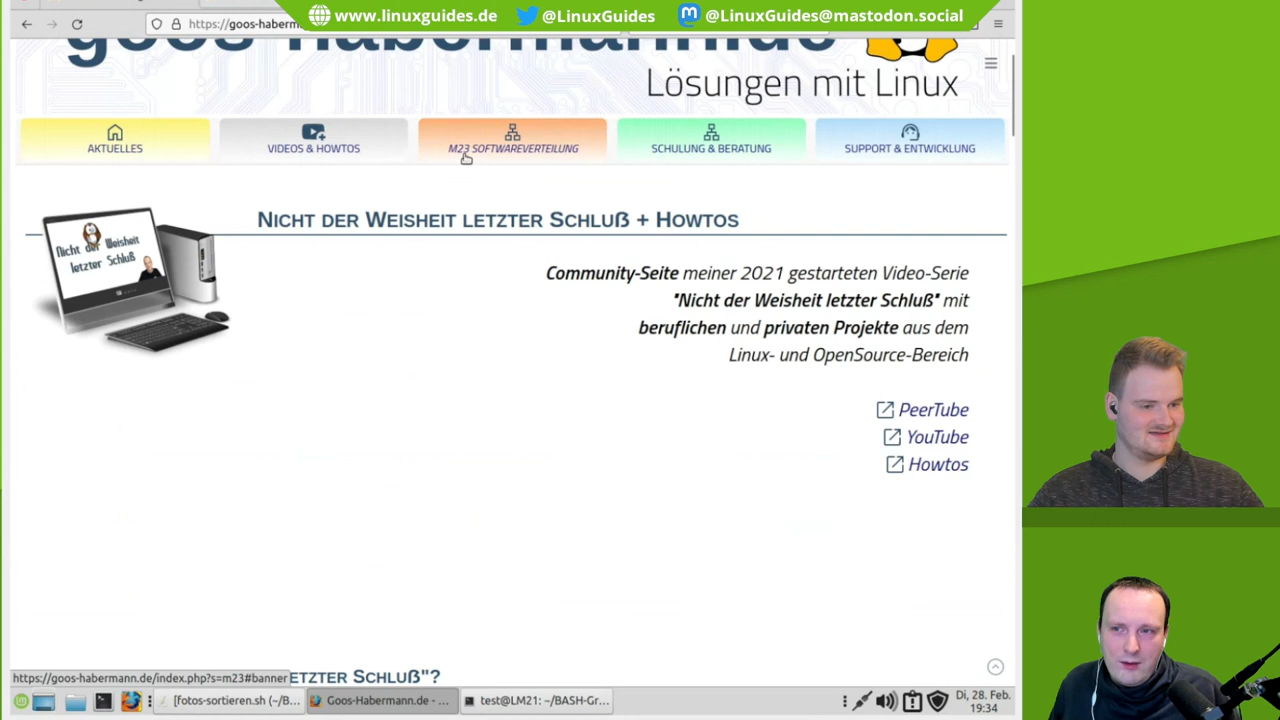 www.linuxguides.de @LinuxGuides @LinuxGuides@mastodon.social
https://goos-haberm
goos-habermann.de
Lösungen mit Linux
AKTUELLES
VIDEOS & HOWTOS
M23 SOFTWAREVERTEILUNG
SCHULUNG & BERATUNG
SUPPORT & ENTWICKLUNG
NICHT DER WEISHEIT LETZTER SCHLUß + HOWTOS
Nicht der Weisheit
letzter Schluß
Community-Seite meiner 2021 gestarteten Video-Serie
"Nicht der Weisheit letzter Schluß" mit
beruflichen und privaten Projekte aus dem
Linux- und OpenSource-Bereich
PeerTube
YouTube
Howtos
https://goos-habermann.de/index.php?s=m23#banner
ETZTER SCHLUß"?
[fotos-sortieren.sh (~/B...
Goos-Habermann.de - ...
test@LM21: ~/BASH-Gr...
Di, 28. Feb.
19:34